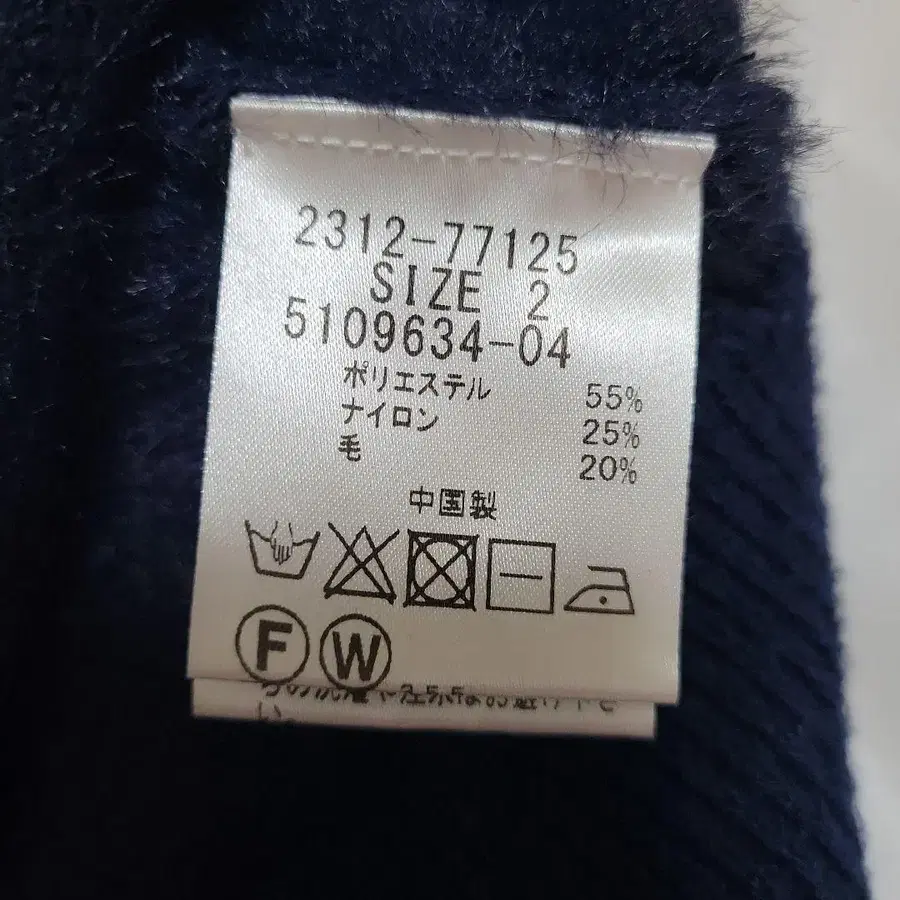 2312-77125
SIZE 2
5109634-04
ポリエステル 55%
ナイロン 25%
毛 20%
中国製
F W
い。